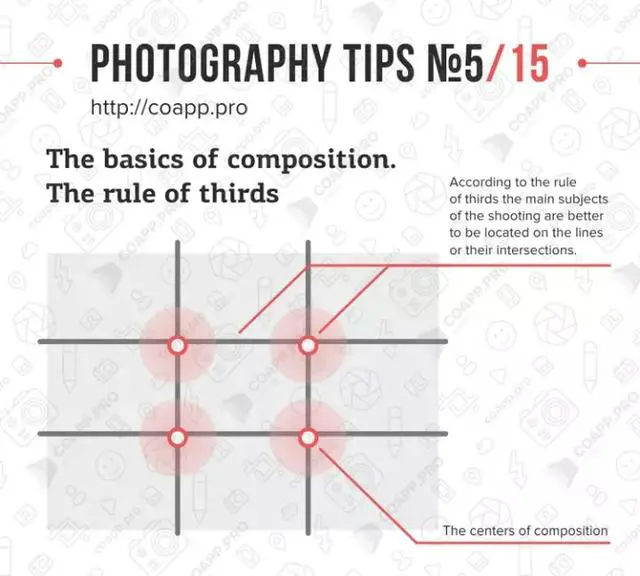 PHOTOGRAPHY TIPS №5/15
http://coapp.pro
The basics of composition.
The rule of thirds
According to the rule
of thirds the main subjects
of the shooting are better
to be located on the lines
or their intersections.
The centers of composition
COAPP.PRO